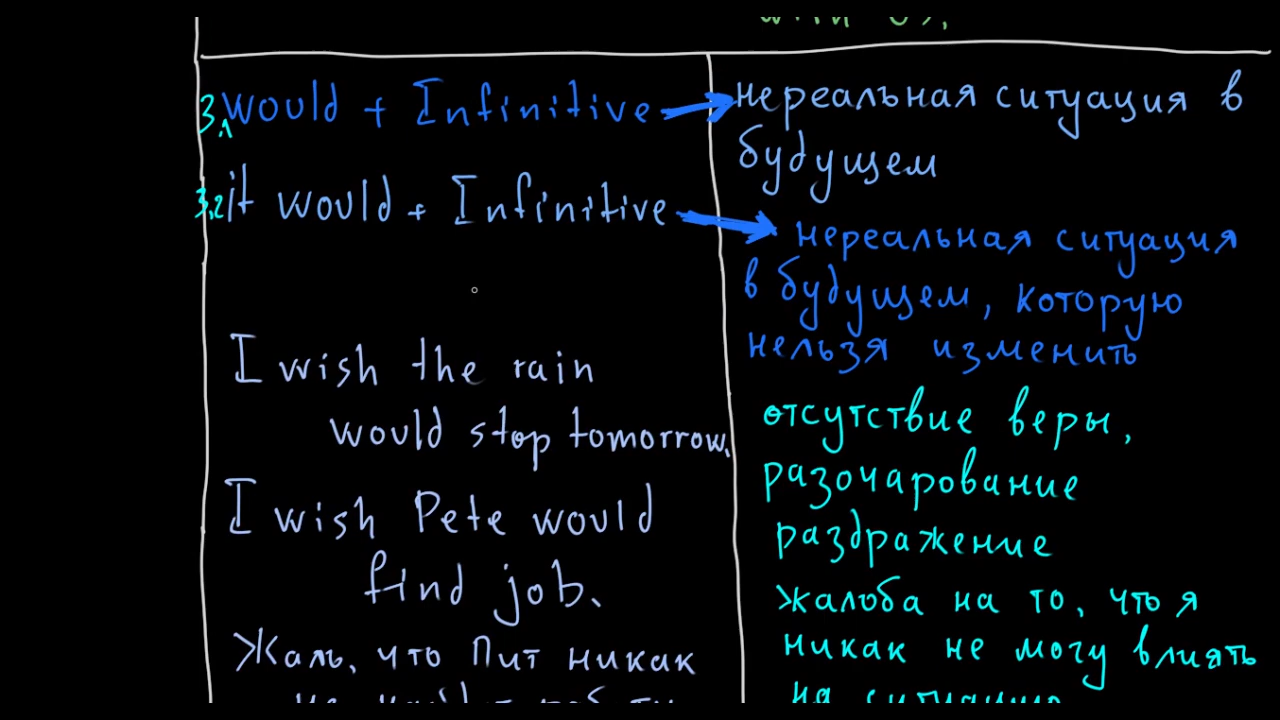 3.1 would + Infinitive
3.2 it would + Infinitive
I wish the rain
would stop tomorrow.
I wish Pete would
find job.
Жаль, что Пит никак
нереальная ситуация в
будущем
нереальная ситуация
в будущем, которую
нельзя изменить
отсутствие веры,
разочарование
раздражение
жалоба на то, что я
никак не могу влиять
на ситуацию